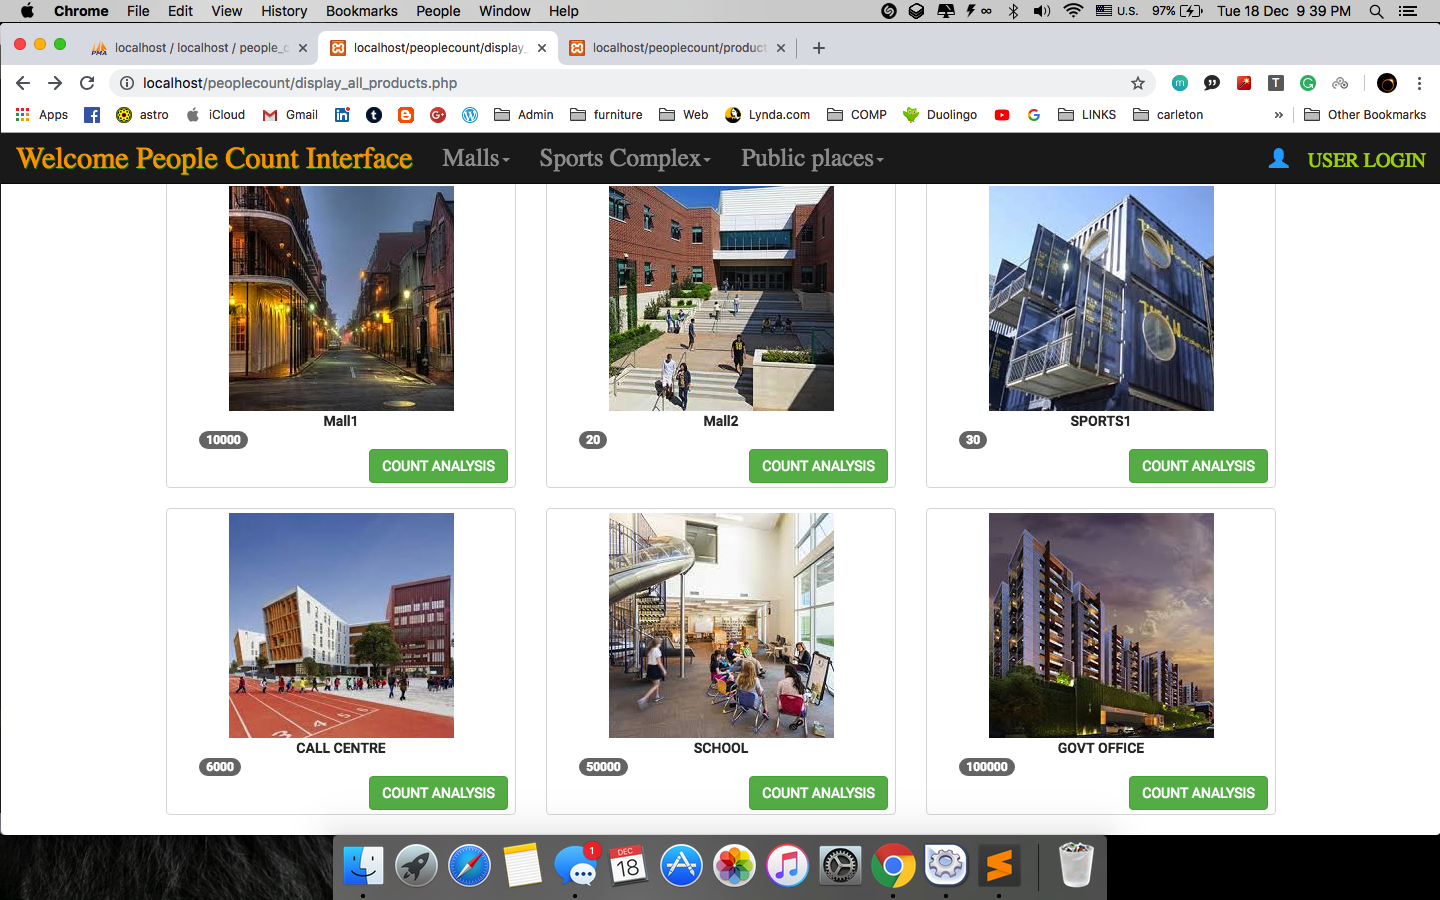 Chrome File Edit View History Bookmarks People Window Help U.S. 97% Tue 18 Dec 9 39 PM
localhost / localhost / people_c localhost/peoplecount/display_ localhost/peoplecount/product
localhost/peoplecount/display_all_products.php
Apps astro iCloud Gmail Admin furniture Web Lynda.com COMP Duolingo LINKS carleton » Other Bookmarks
Welcome People Count Interface Malls Sports Complex Public places USER LOGIN
Mall1 Mall2 SPORTS1
10000 20 30
COUNT ANALYSIS COUNT ANALYSIS COUNT ANALYSIS
CALL CENTRE SCHOOL GOVT OFFICE
6000 50000 100000
COUNT ANALYSIS COUNT ANALYSIS COUNT ANALYSIS
1
DEC
18